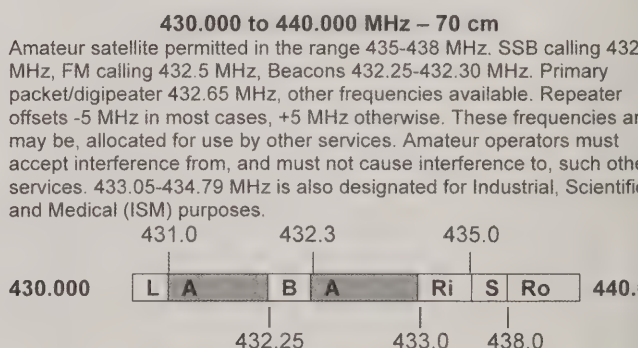 430.000 to 440.000 MHz – 70 cm
Amateur satellite permitted in the range 435-438 MHz. SSB calling 432
MHz, FM calling 432.5 MHz, Beacons 432.25-432.30 MHz. Primary
packet/digipeater 432.65 MHz, other frequencies available. Repeater
offsets -5 MHz in most cases, +5 MHz otherwise. These frequencies
may be, allocated for use by other services. Amateur operators must
accept interference from, and must not cause interference to, such
services. 433.05-434.79 MHz is also designated for Industrial,
and Medical (ISM) purposes.
431.0 432.3 435.0
430.000 L A B A Ri S Ro 440.
432.25 433.0 438.0